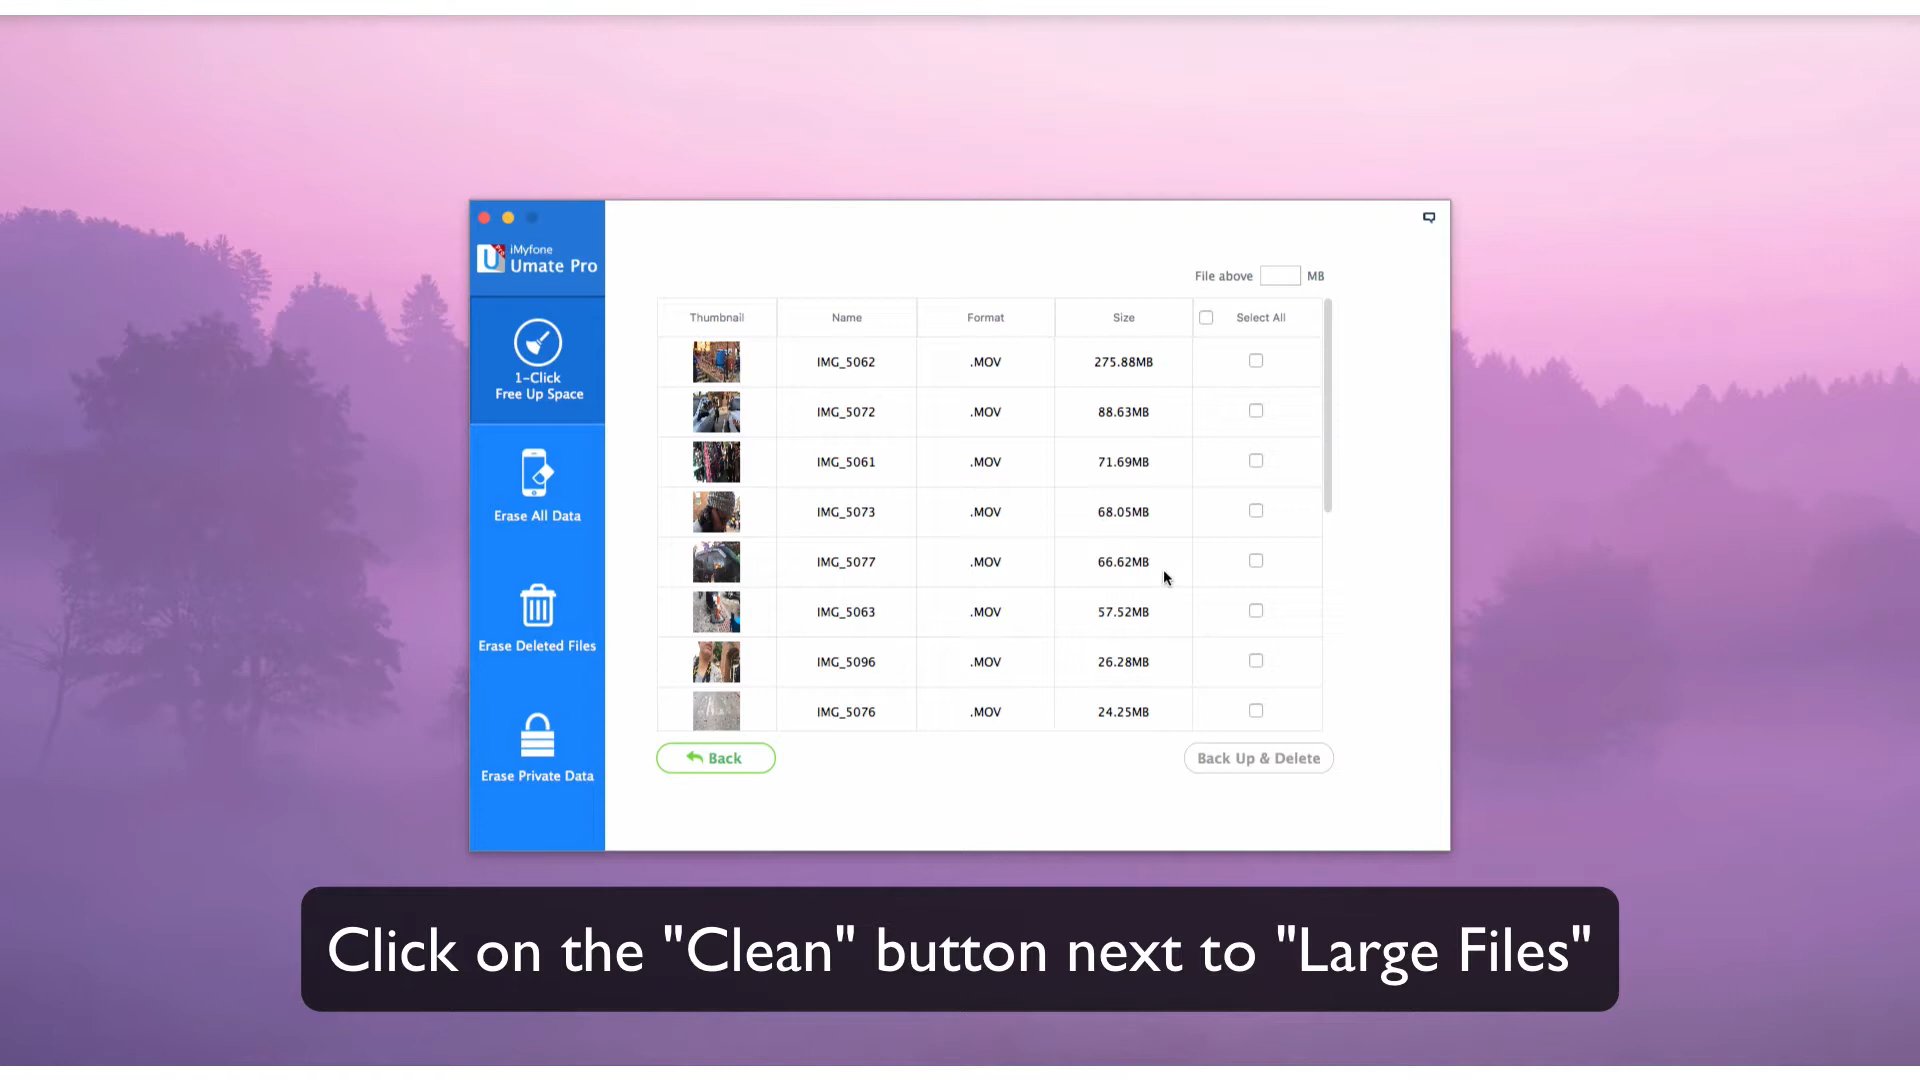 iMyfone
Umate Pro
File above MB
Thumbnail Name Format Size Select All
IMG_5062 .MOV 275.88MB
IMG_5072 .MOV 88.63MB
IMG_5061 .MOV 71.69MB
IMG_5073 .MOV 68.05MB
IMG_5077 .MOV 66.62MB
IMG_5063 .MOV 57.52MB
IMG_5096 .MOV 26.28MB
IMG_5076 .MOV 24.25MB
1-Click
Free Up Space
Erase All Data
Erase Deleted Files
Erase Private Data
Back
Back Up & Delete
Click on the "Clean" button next to "Large Files"